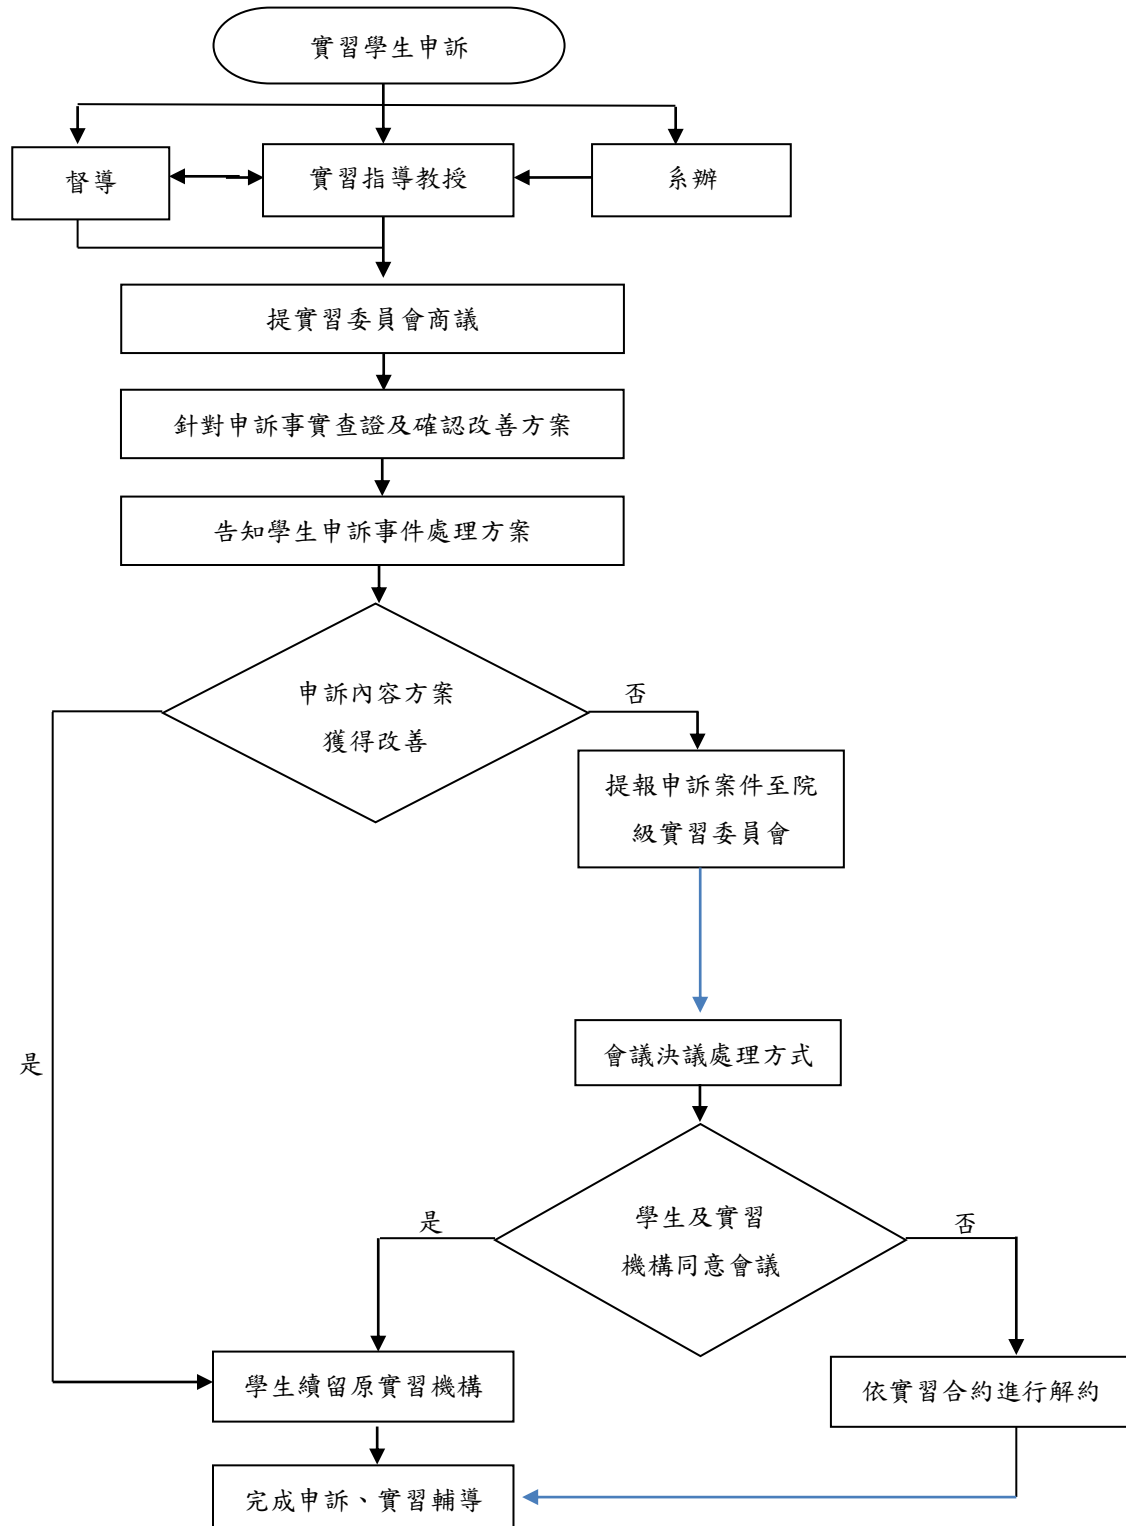 實習學生申訴
督導
實習指導教授
系辦
提實習委員會商議
針對申訴事實查證及確認改善方案
告知學生申訴事件處理方案
申訴內容方案
獲得改善
否
提報申訴案件至院
級實習委員會
是
會議決議處理方式
學生及實習
機構同意會議
是
否
學生續留原實習機構
依實習合約進行解約
完成申訴、實習輔導